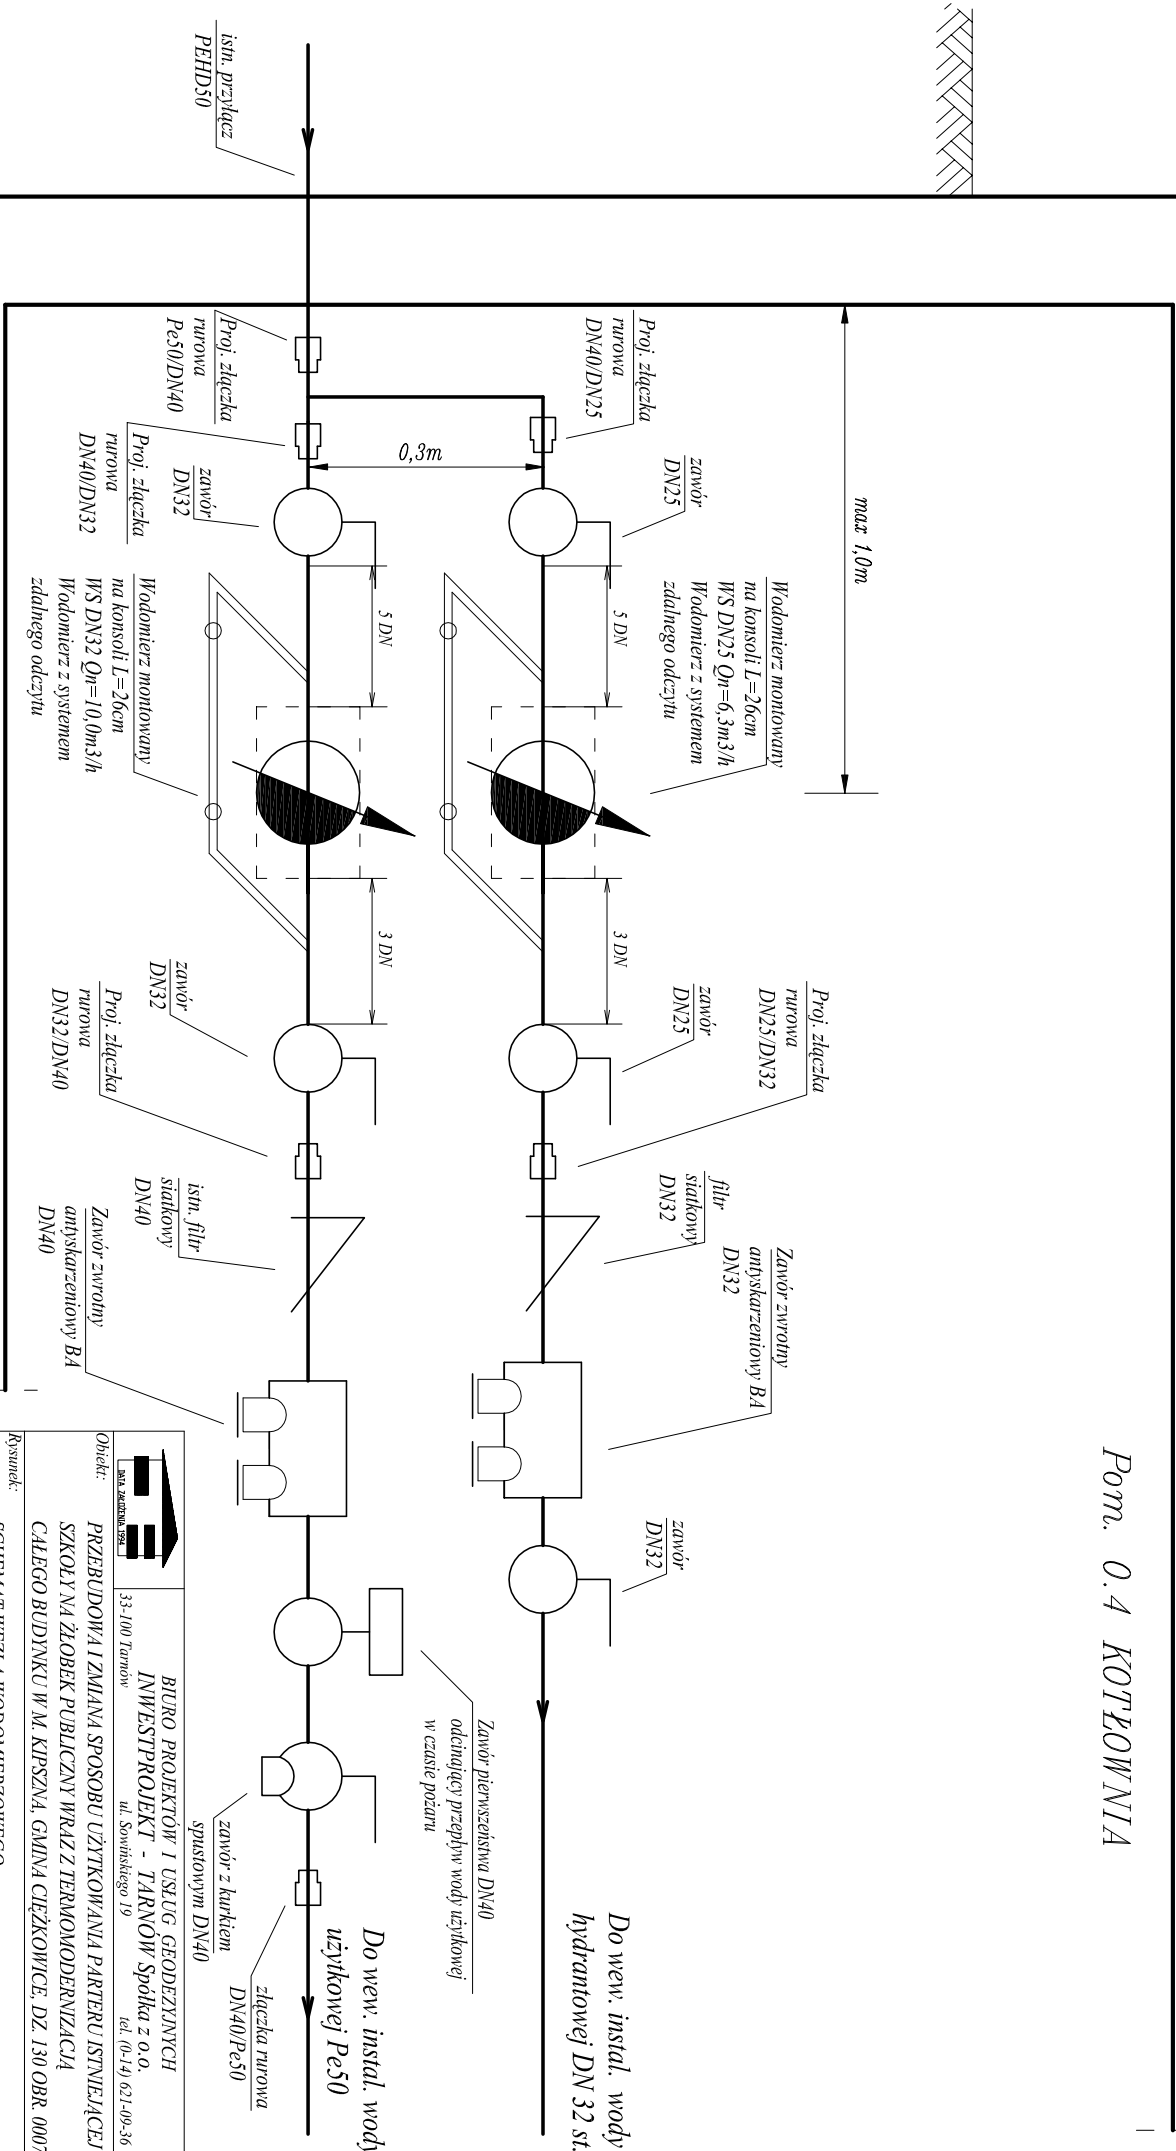 Pom. 0.4 KOTŁOWNIA
max 1,0m
istn. przyłącz
PEHD50
Proj. złączka
rurowa
DN40/DN25
zawór
DN25
Wodomierz montowany
na konsoli L=26cm
WS DN25 Qn=6,3m3/h
Wodomierz z systemem
zdalnego odczytu
5 DN
3 DN
zawór
DN25
Proj. złączka
rurowa
DN25/DN32
filtr
siatkowy
DN32
Zawór zwrotny
antyskarzeniowy BA
DN32
zawór
DN32
Do wew. instal. wody
hydrantowej DN 32 st.
0,3m
Proj. złączka
rurowa
Pe50/DN40
Proj. złączka
rurowa
DN40/DN32
zawór
DN32
Wodomierz montowany
na konsoli L=26cm
WS DN32 Qn=10,0m3/h
Wodomierz z systemem
zdalnego odczytu
5 DN
3 DN
zawór
DN32
Proj. złączka
rurowa
DN32/DN40
istn. filtr
siatkowy
DN40
Zawór zwrotny
antyskarzeniowy BA
DN40
Zawór pierwszeństwa DN40
odcinający przepływ wody użytkowej
w czasie pożaru
zawór z kurkiem
spustowym DN40
złączka rurowa
DN40/Pe50
Do wew. instal. wody
użytkowej Pe50
DATA ZAŁOŻENIA 1994
BIURO PROJEKTÓW I USŁUG GEODEZYJNYCH
INWESTPROJEKT - TARNÓW Spółka z o.o.
33-100 Tarnów ul. Sowińskiego 19 tel. (0-14) 621-09-36
Obiekt:
PRZEBUDOWA I ZMIANA SPOSOBU UŻYTKOWANIA PARTERU ISTNIEJĄCEJ
SZKOŁY NA ŻŁOBEK PUBLICZNY WRAZ Z TERMOMODERNIZACJĄ
CAŁEGO BUDYNKU W M. KIPSZNA, GMINA CIĘŻKOWICE, DZ. 130 OBR. 0007
Rysunek: